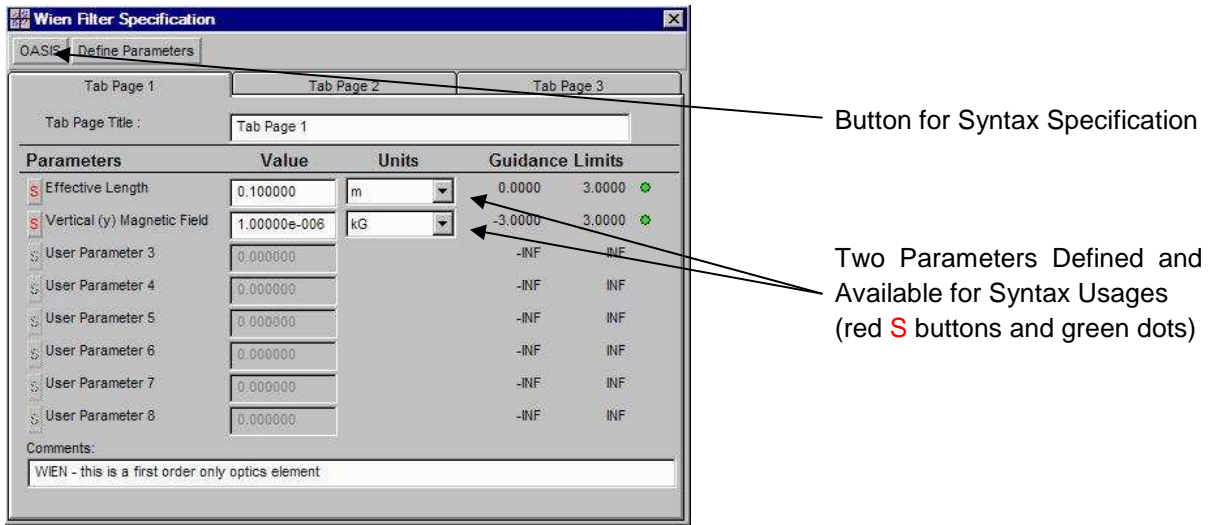 Wien Filter Specification
OASIS Define Parameters
Tab Page 1 Tab Page 2 Tab Page 3
Tab Page Title : Tab Page 1
Parameters Value Units Guidance Limits
S Effective Length 0.100000 m 0.0000 3.0000
S Vertical (y) Magnetic Field 1.00000e-006 kG -3.0000 3.0000
S User Parameter 3 0.000000 -INF INF
S User Parameter 4 0.000000 -INF INF
S User Parameter 5 0.000000 -INF INF
S User Parameter 6 0.000000 -INF INF
S User Parameter 7 0.000000 -INF INF
S User Parameter 8 0.000000 -INF INF
Comments:
WIEN - this is a first order only optics element
Button for Syntax Specification
Two Parameters Defined and
Available for Syntax Usages
(red S buttons and green dots)